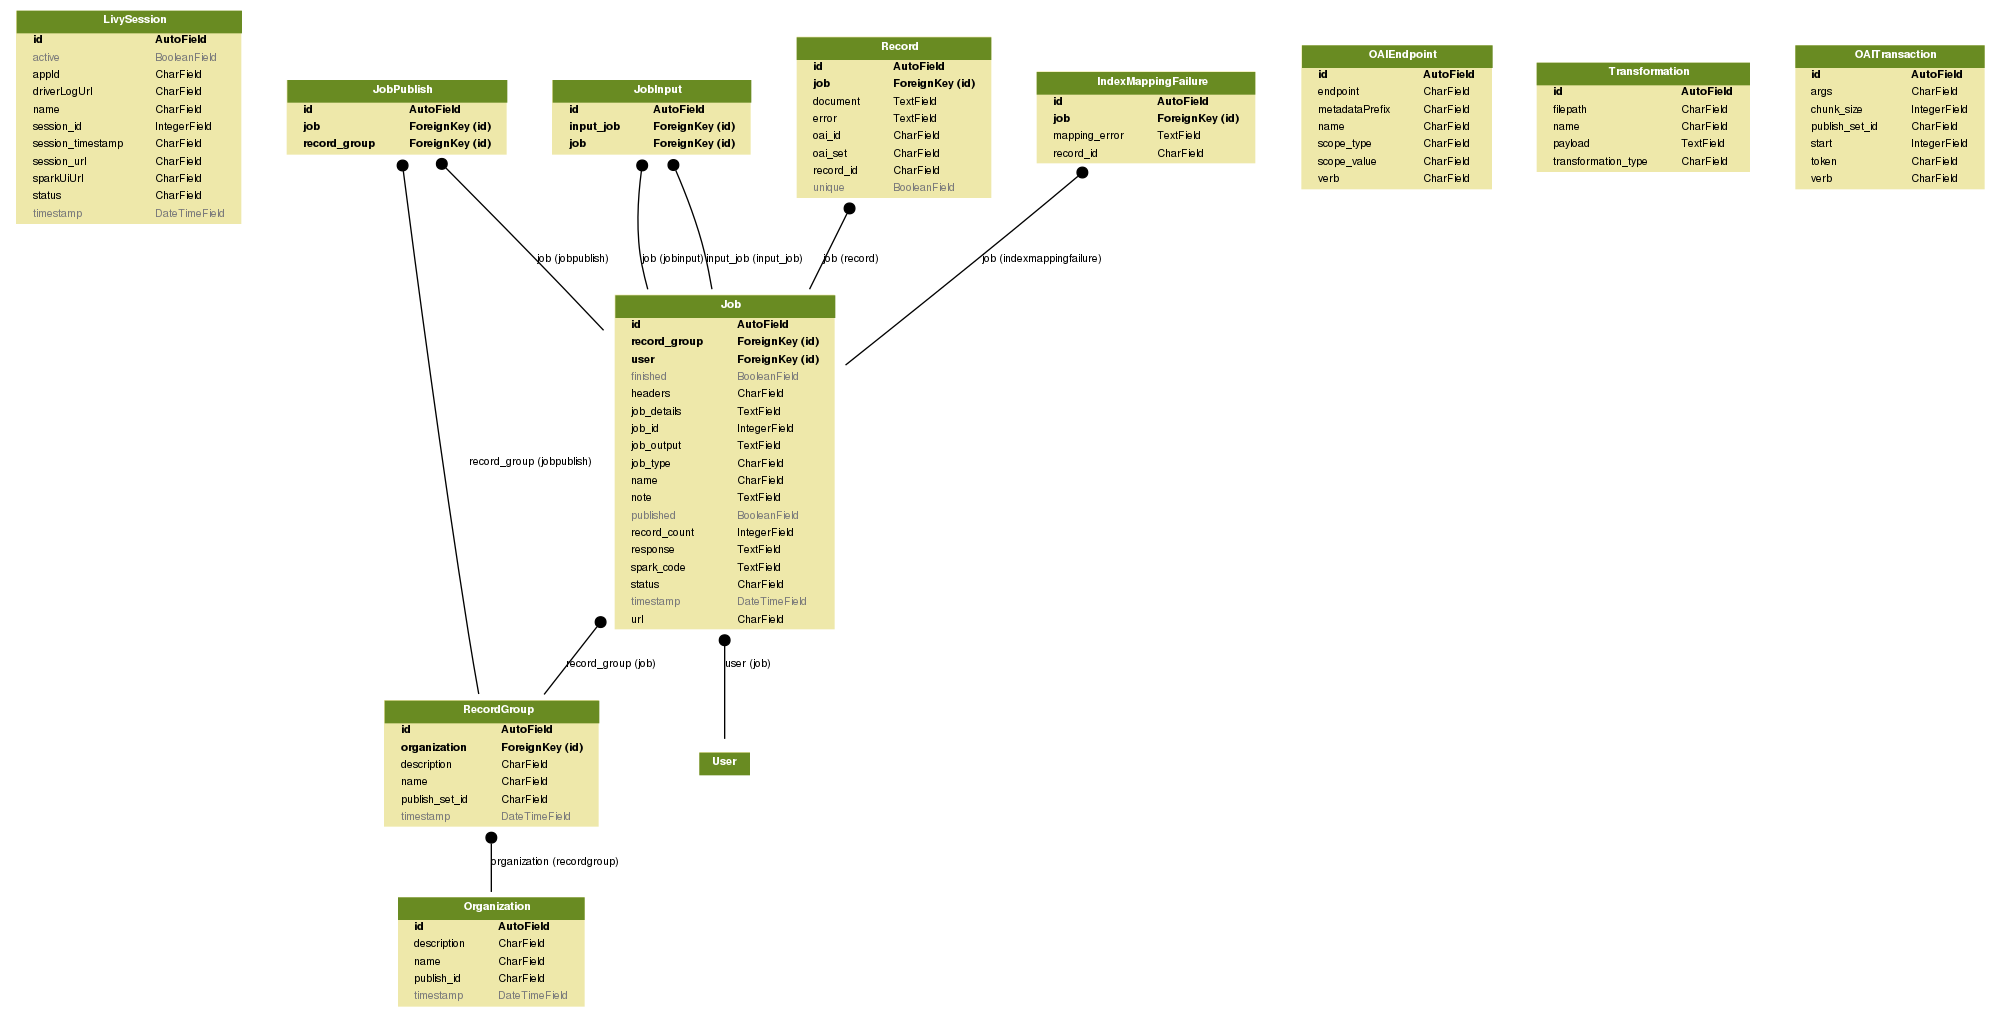 LivySession
id AutoField
active BooleanField
appId CharField
driverLogUrl CharField
name CharField
session_id IntegerField
session_timestamp CharField
session_url CharField
sparkUiUrl CharField
status CharField
timestamp DateTimeField
JobPublish
id AutoField
job ForeignKey (id)
record_group ForeignKey (id)
JobInput
id AutoField
input_job ForeignKey (id)
job ForeignKey (id)
Record
id AutoField
job ForeignKey (id)
document TextField
error TextField
oai_id CharField
oai_set CharField
record_id CharField
unique BooleanField
IndexMappingFailure
id AutoField
job ForeignKey (id)
mapping_error TextField
record_id CharField
OAIEndpoint
id AutoField
endpoint CharField
metadataPrefix CharField
name CharField
scope_type CharField
scope_value CharField
verb CharField
Transformation
id AutoField
filepath CharField
name CharField
payload TextField
transformation_type CharField
OAITransaction
id AutoField
args CharField
chunk_size IntegerField
publish_set_id CharField
start IntegerField
token CharField
verb CharField
job (jobpublish)
job (jobinput)
input_job (input_job)
job (record)
job (indexmappingfailure)
Job
id AutoField
record_group ForeignKey (id)
user ForeignKey (id)
finished BooleanField
headers CharField
job_details TextField
job_id IntegerField
job_output TextField
job_type CharField
name CharField
note TextField
published BooleanField
record_count IntegerField
response TextField
spark_code TextField
status CharField
timestamp DateTimeField
url CharField
record_group (jobpublish)
record_group (job)
user (job)
RecordGroup
id AutoField
organization ForeignKey (id)
description CharField
name CharField
publish_set_id CharField
timestamp DateTimeField
User
organization (recordgroup)
Organization
id AutoField
description CharField
name CharField
publish_id CharField
timestamp DateTimeField